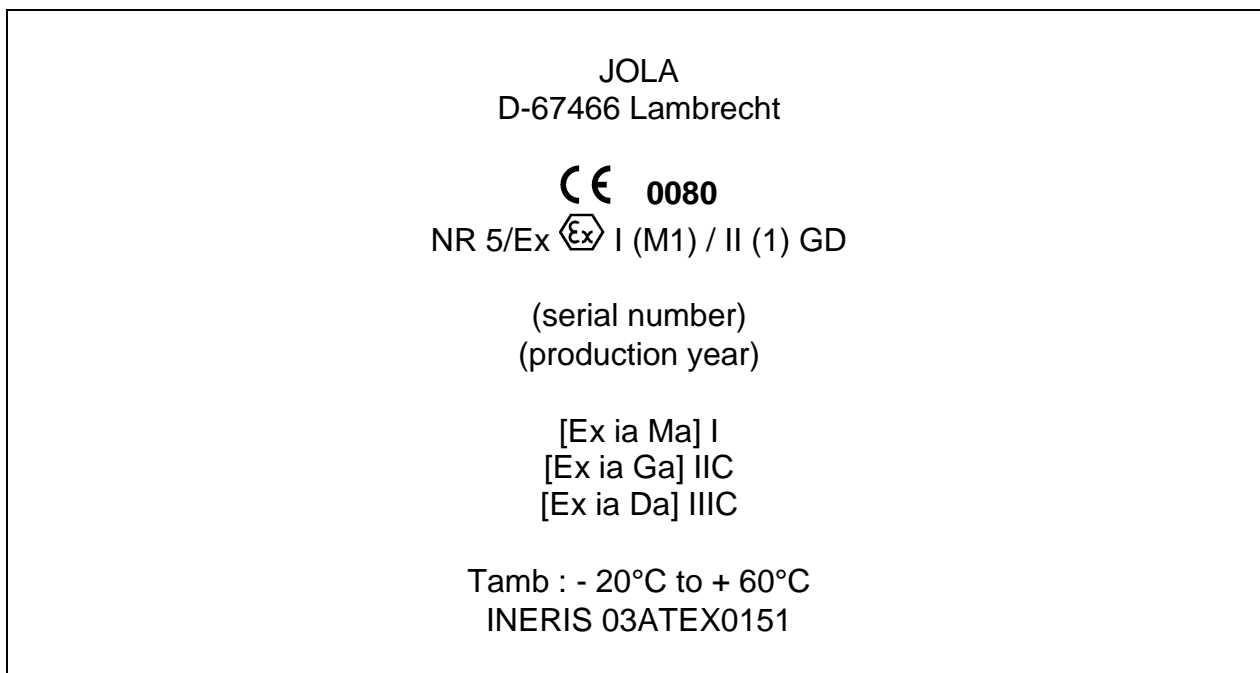 JOLA
D-67466 Lambrecht
CE 0080
NR 5/Ex Ex I (M1) / II (1) GD
(serial number)
(production year)
[Ex ia Ma] I
[Ex ia Ga] IIC
[Ex ia Da] IIIC
Tamb : - 20°C to + 60°C
INERIS 03ATEX0151